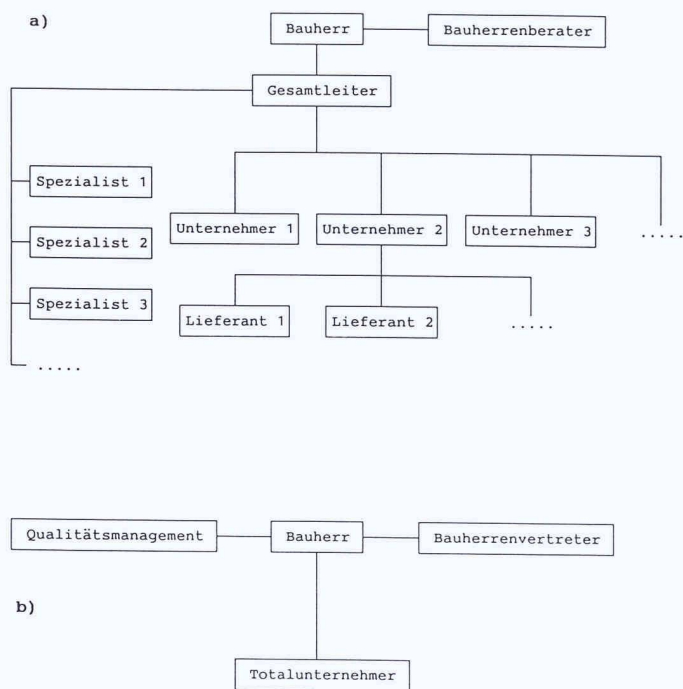 a)
Bauherr
Bauherrenberater
Gesamtleiter
Spezialist 1
Unternehmer 1
Unternehmer 2
Unternehmer 3
.....
Spezialist 2
Spezialist 3
Lieferant 1
Lieferant 2
.....
.....
Qualitätsmanagement
Bauherr
Bauherrenvertreter
b)
Totalunternehmer